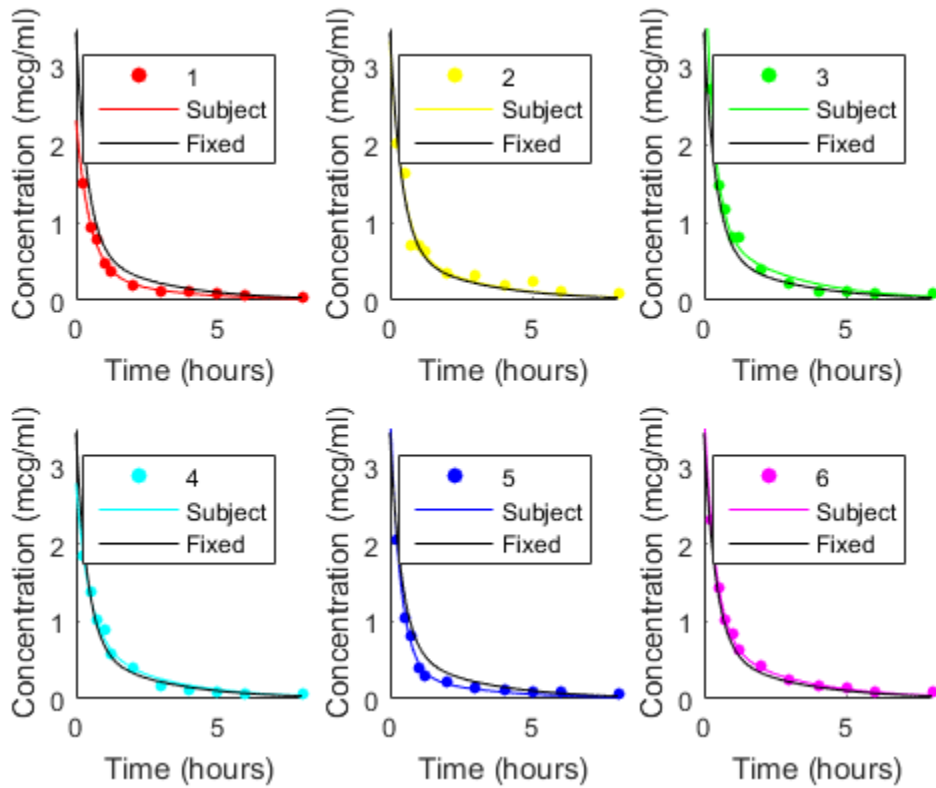 Concentration (mcg/ml)
3
2
1
0
1
Subject
Fixed
0
5
Time (hours)
Concentration (mcg/ml)
3
2
1
0
2
Subject
Fixed
0
5
Time (hours)
Concentration (mcg/ml)
3
2
1
0
3
Subject
Fixed
0
5
Time (hours)
Concentration (mcg/ml)
3
2
1
0
4
Subject
Fixed
0
5
Time (hours)
Concentration (mcg/ml)
3
2
1
0
5
Subject
Fixed
0
5
Time (hours)
Concentration (mcg/ml)
3
2
1
0
6
Subject
Fixed
0
5
Time (hours)